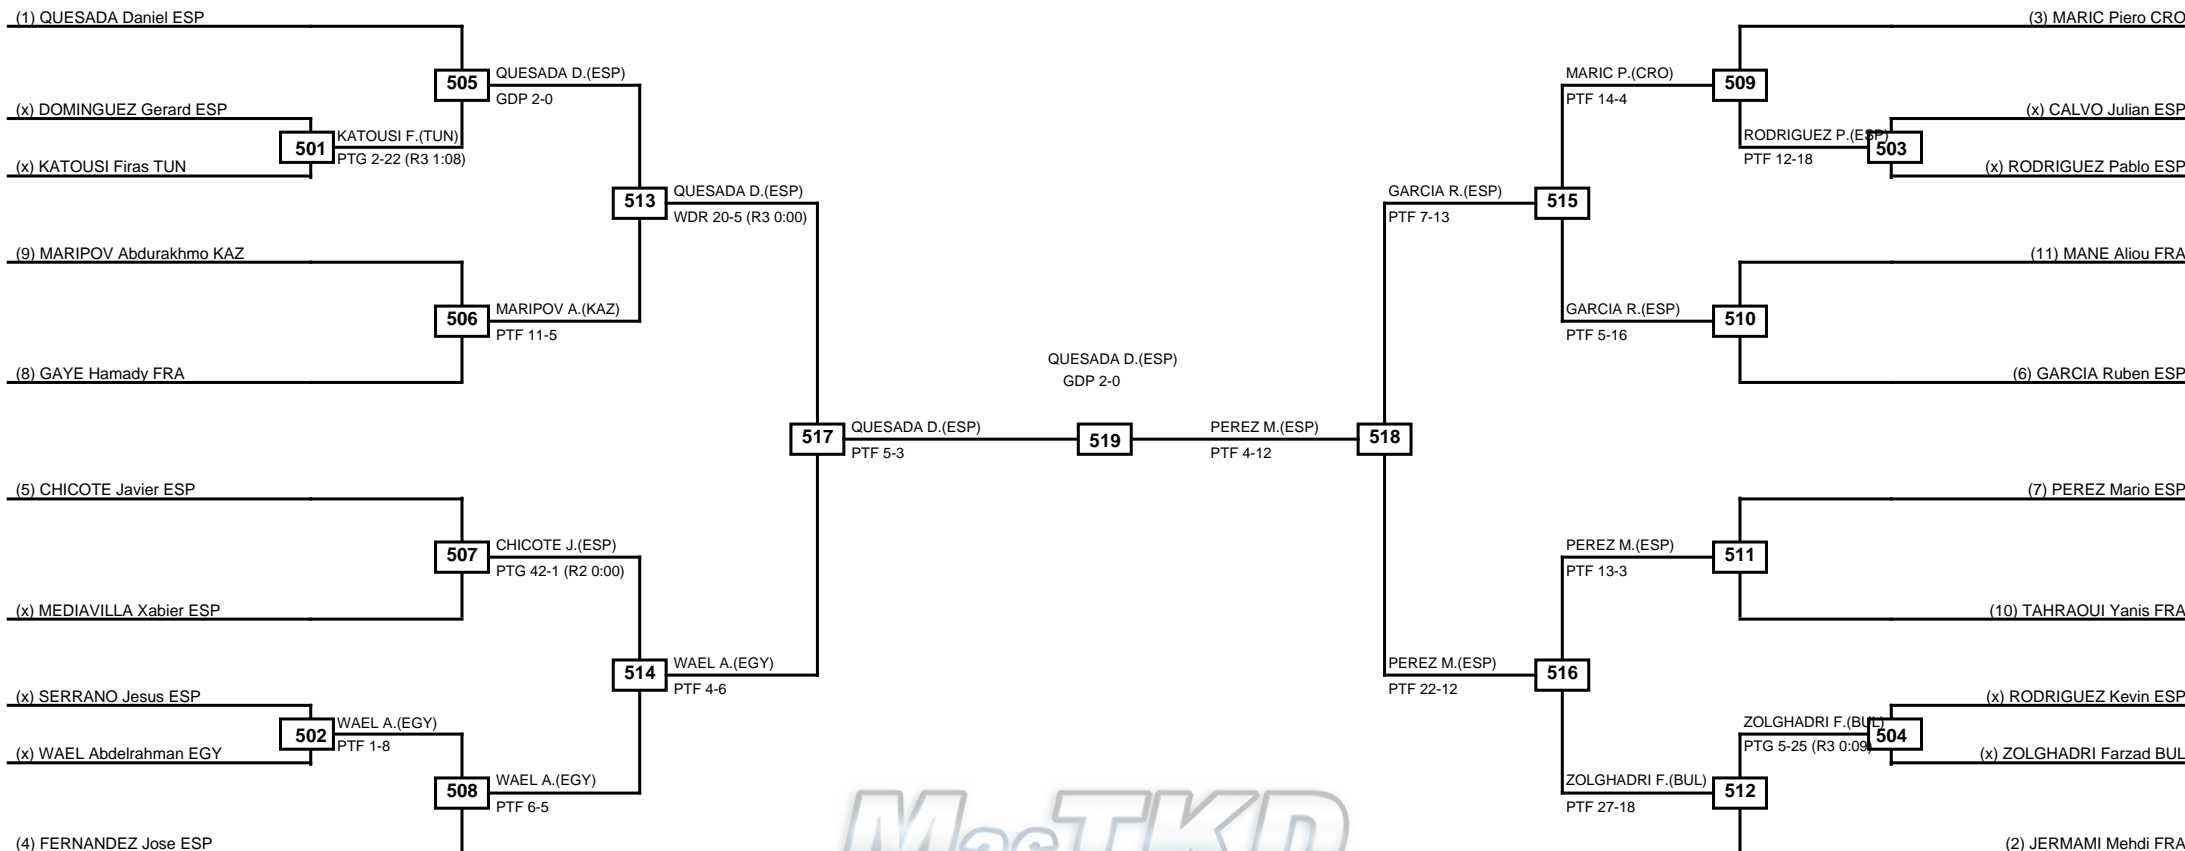 (1) QUESADA Daniel ESP
505
QUESADA D.(ESP)
GDP 2-0
(x) DOMINGUEZ Gerard ESP
501
KATOUSI F.(TUN)
PTG 2-22 (R3 1:08)
(x) KATOUSI Firas TUN
513
QUESADA D.(ESP)
WDR 20-5 (R3 0:00)
(9) MARIPOV Abdurakhmo KAZ
506
MARIPOV A.(KAZ)
PTF 11-5
(8) GAYE Hamady FRA
517
QUESADA D.(ESP)
PTF 5-3
(5) CHICOTE Javier ESP
507
CHICOTE J.(ESP)
PTG 42-1 (R2 0:00)
(x) MEDIAVILLA Xabier ESP
514
WAEL A.(EGY)
PTF 4-6
(x) SERRANO Jesus ESP
502
WAEL A.(EGY)
PTF 1-8
(x) WAEL Abdelrahman EGY
508
WAEL A.(EGY)
PTF 6-5
(4) FERNANDEZ Jose ESP
QUESADA D.(ESP)
GDP 2-0
519
(3) MARIC Piero CRO
MARIC P.(CRO)
PTF 14-4
509
(x) CALVO Julian ESP
RODRIGUEZ P.(ESP)
PTF 12-18
503
(x) RODRIGUEZ Pablo ESP
GARCIA R.(ESP)
PTF 7-13
515
(11) MANE Aliou FRA
GARCIA R.(ESP)
PTF 5-16
510
(6) GARCIA Ruben ESP
PEREZ M.(ESP)
PTF 4-12
518
(7) PEREZ Mario ESP
PEREZ M.(ESP)
PTF 13-3
511
(10) TAHRAOUI Yanis FRA
PEREZ M.(ESP)
PTF 22-12
516
(x) RODRIGUEZ Kevin ESP
ZOLGHADRI F.(BUL)
PTG 5-25 (R3 0:09)
504
(x) ZOLGHADRI Farzad BUL
ZOLGHADRI F.(BUL)
PTF 27-18
512
(2) JERMAMI Mehdi FRA
MasTKD